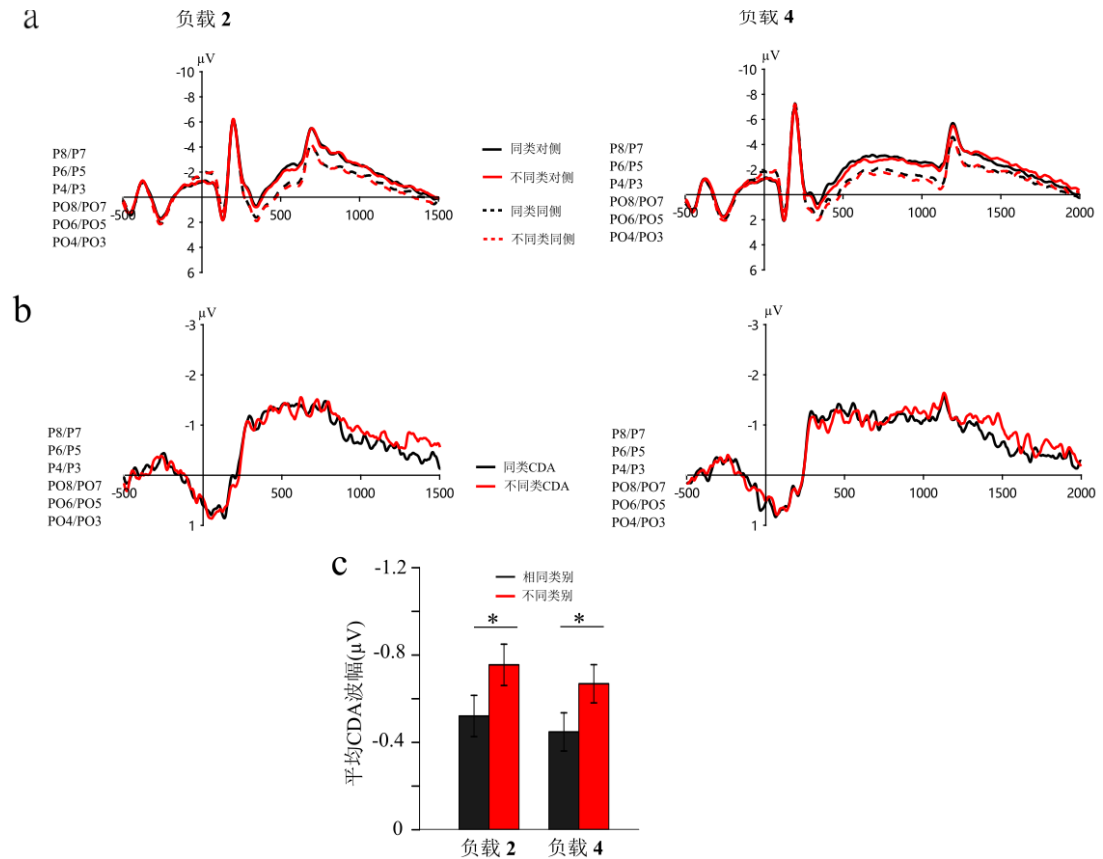 a
负载 2
负载 4
μV
-10
-8
-6
-4
-2
2
4
6
-500
500
1000
1500
P8/P7
P6/P5
P4/P3
PO8/PO7
PO6/PO5
PO4/PO3
同类对侧
不同类对侧
同类同侧
不同类同侧
μV
-10
-8
-6
-4
-2
2
4
6
-500
500
1000
1500
2000
P8/P7
P6/P5
P4/P3
PO8/PO7
PO6/PO5
PO4/PO3
b
μV
-3
-2
-1
1
-500
500
1000
1500
P8/P7
P6/P5
P4/P3
PO8/PO7
PO6/PO5
PO4/PO3
同类CDA
不同类CDA
μV
-3
-2
-1
1
-500
500
1000
1500
2000
P8/P7
P6/P5
P4/P3
PO8/PO7
PO6/PO5
PO4/PO3
c
平均CDA波幅(μV)
-1.2
-0.8
-0.4
0
相同类别
不同类别
*
*
负载 2
负载 4